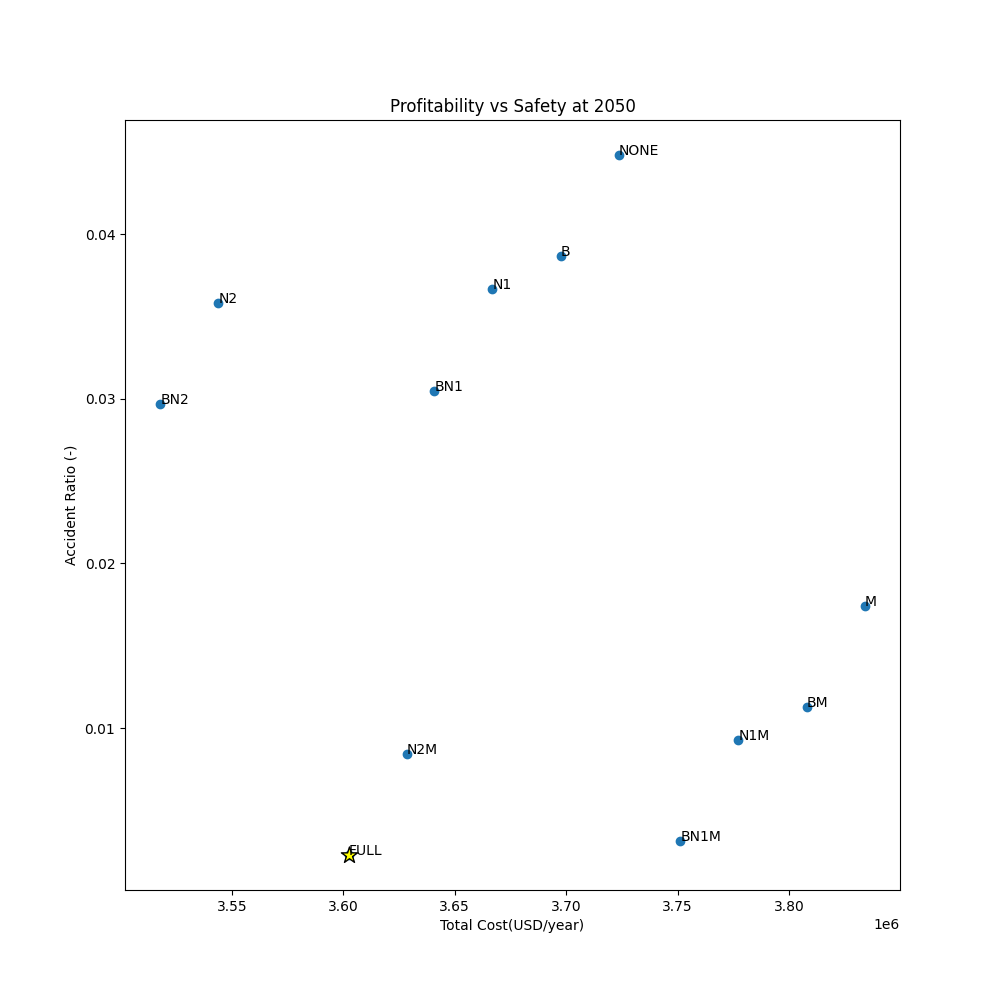 Profitability vs Safety at 2050
NONE
0.04
B
N1
N2
BN1
0.03
BN2
Accident Ratio (-)
0.02
M
BM
0.01
N1M
N2M
BN1M
FULL
3.55
3.60
3.65
3.70
3.75
3.80
Total Cost(USD/year)
1e6